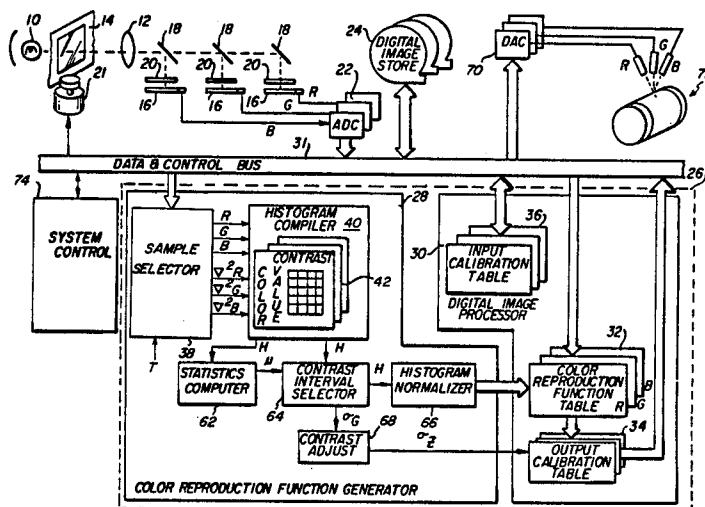 10
14
12
18
18
18
20
20
20
16
16
16
21
R
G
B
22
ADC
24
DIGITAL IMAGE STORE
DAC
70
R
G
B
31
DATA & CONTROL BUS
26
74
SYSTEM CONTROL
SAMPLE SELECTOR
38
T
R
G
B
∇²R
∇²G
∇²B
HISTOGRAM COMPILER 40
COLOR
CONTRAST VALUE
42
28
30
36
INPUT CALIBRATION TABLE
DIGITAL IMAGE PROCESSOR
H
H
STATISTICS COMPUTER
62
μ
CONTRAST INTERVAL SELECTOR
64
H
HISTOGRAM NORMALIZER
66
32
COLOR REPRODUCTION FUNCTION TABLE
R
G
B
σG
CONTRAST ADJUST
68
34
OUTPUT CALIBRATION TABLE
COLOR REPRODUCTION FUNCTION GENERATOR